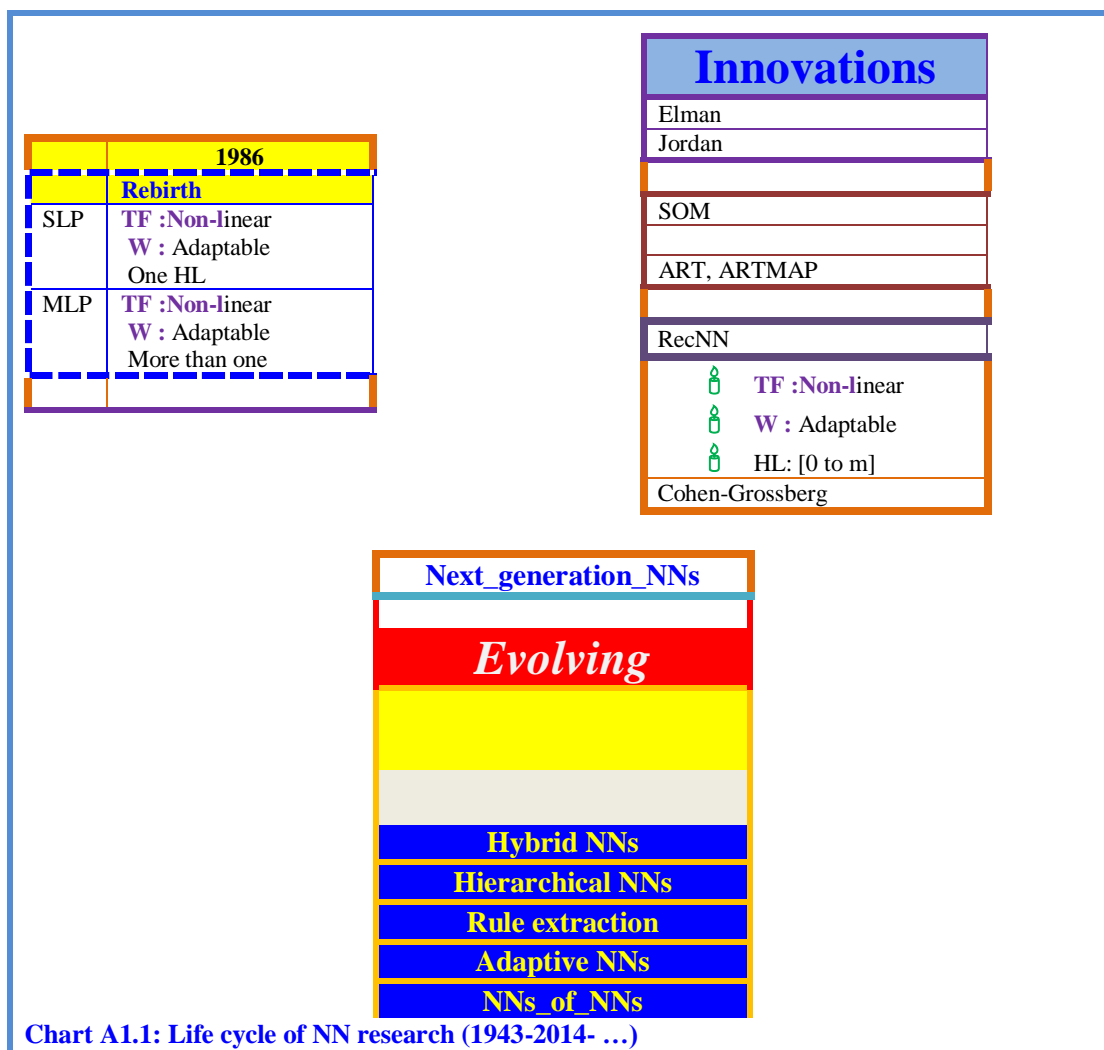 1986
Rebirth
SLP TF :Non-linear
W : Adaptable
One HL
MLP TF :Non-linear
W : Adaptable
More than one
Innovations
Elman
Jordan
SOM
ART, ARTMAP
RecNN
TF :Non-linear
W : Adaptable
HL: [0 to m]
Cohen-Grossberg
Next_generation_NNs
Evolving
Hybrid NNs
Hierarchical NNs
Rule extraction
Adaptive NNs
NNs_of_NNs
Chart A1.1: Life cycle of NN research (1943-2014- …)